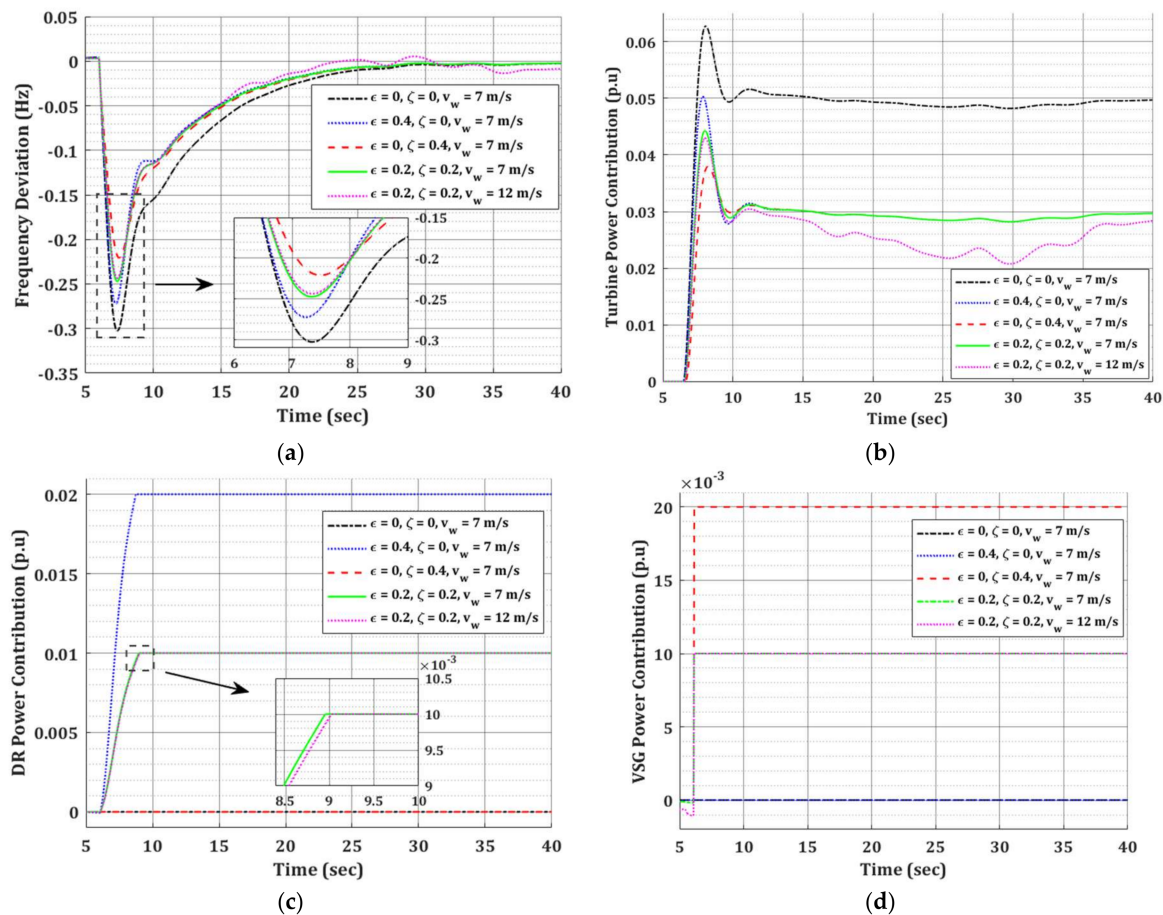 0.05
0
-0.05
-0.1
-0.15
-0.2
-0.25
-0.3
-0.35
Frequency Deviation (Hz)
ϵ = 0, ζ = 0, v_w = 7 m/s
ϵ = 0.4, ζ = 0, v_w = 7 m/s
ϵ = 0, ζ = 0.4, v_w = 7 m/s
ϵ = 0.2, ζ = 0.2, v_w = 7 m/s
ϵ = 0.2, ζ = 0.2, v_w = 12 m/s
-0.15
-0.2
-0.25
-0.3
6 7 8 9
5 10 15 20 25 30 35 40
Time (sec)
(a)
0.06
0.05
0.04
0.03
0.02
0.01
0
Turbine Power Contribution (p.u)
ϵ = 0, ζ = 0, v_w = 7 m/s
ϵ = 0.4, ζ = 0, v_w = 7 m/s
ϵ = 0, ζ = 0.4, v_w = 7 m/s
ϵ = 0.2, ζ = 0.2, v_w = 7 m/s
ϵ = 0.2, ζ = 0.2, v_w = 12 m/s
5 10 15 20 25 30 35 40
Time (sec)
(b)
0.02
0.015
0.01
0.005
0
DR Power Contribution (p.u)
ϵ = 0, ζ = 0, v_w = 7 m/s
ϵ = 0.4, ζ = 0, v_w = 7 m/s
ϵ = 0, ζ = 0.4, v_w = 7 m/s
ϵ = 0.2, ζ = 0.2, v_w = 7 m/s
ϵ = 0.2, ζ = 0.2, v_w = 12 m/s
×10⁻³
10.5
10
9.5
9
8.5 9 9.5 10
5 10 15 20 25 30 35 40
Time (sec)
(c)
×10⁻³
20
15
10
5
0
VSG Power Contribution (p.u)
ϵ = 0, ζ = 0, v_w = 7 m/s
ϵ = 0.4, ζ = 0, v_w = 7 m/s
ϵ = 0, ζ = 0.4, v_w = 7 m/s
ϵ = 0.2, ζ = 0.2, v_w = 7 m/s
ϵ = 0.2, ζ = 0.2, v_w = 12 m/s
5 10 15 20 25 30 35 40
Time (sec)
(d)